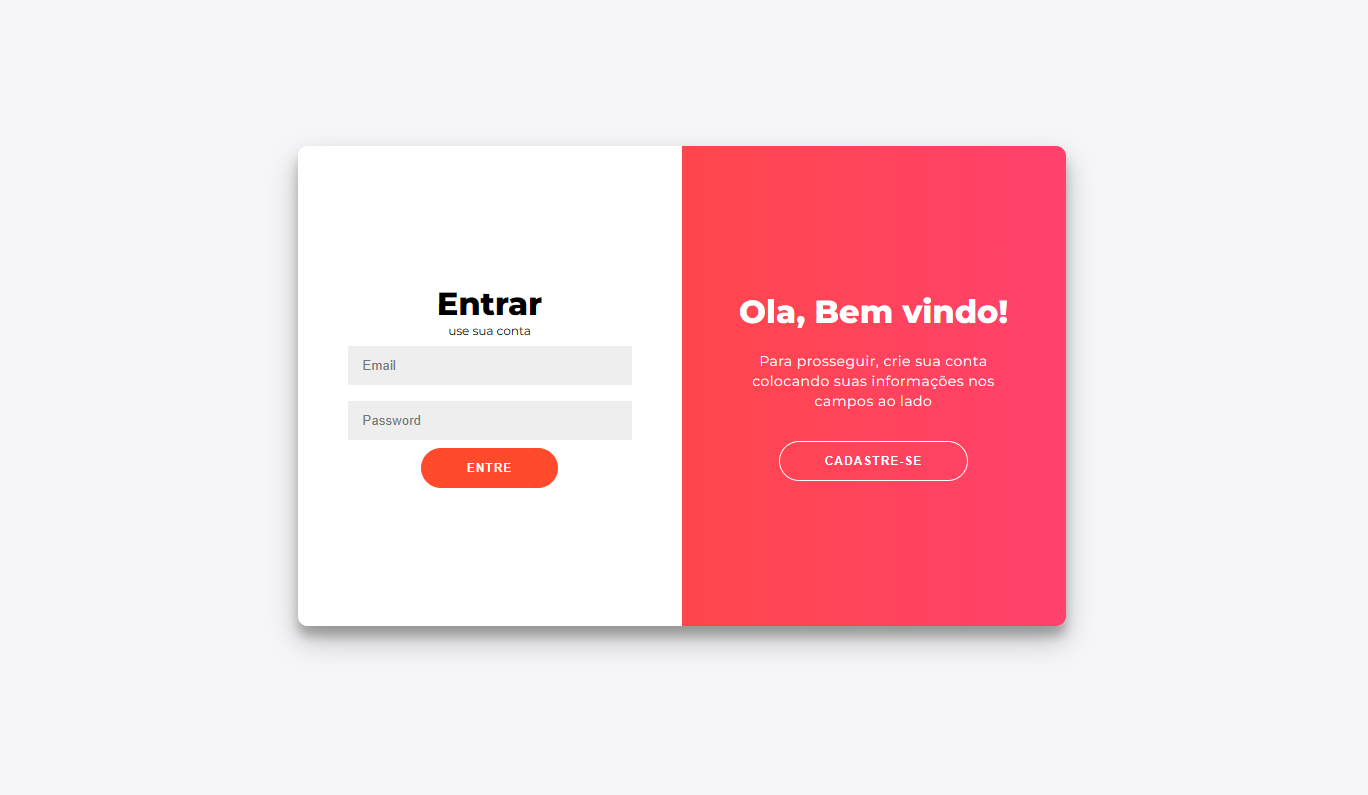 Entrar
use sua conta
Email
Password
ENTRE
Ola, Bem vindo!
Para prosseguir, crie sua conta
colocando suas informações nos
campos ao lado
CADASTRE-SE